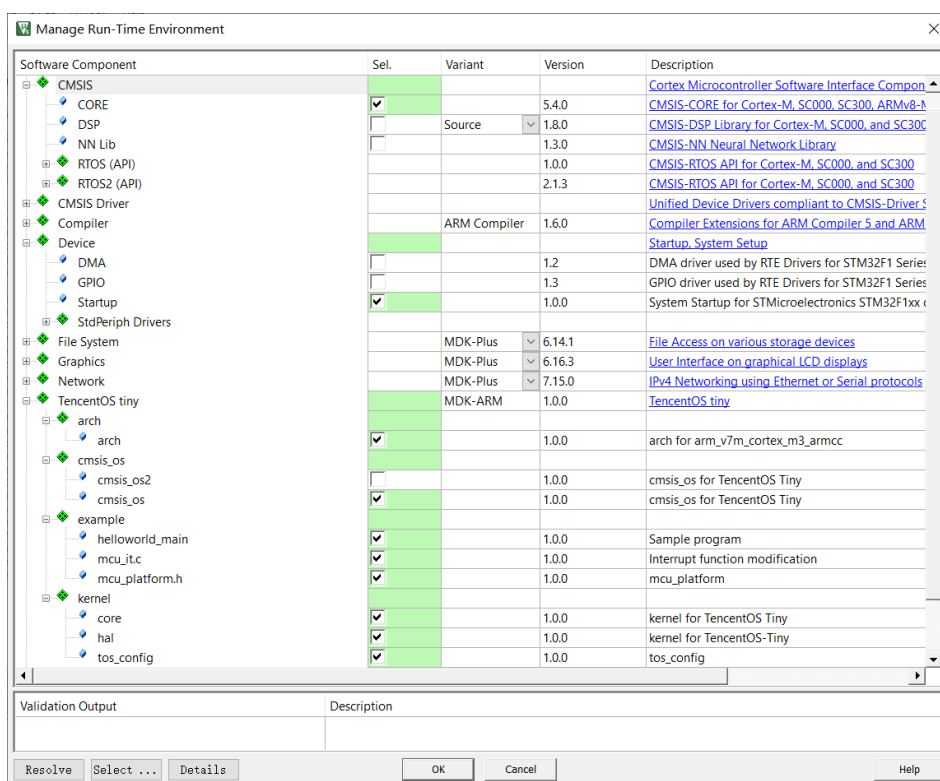 Manage Run-Time Environment
Software Component Sel. Variant Version Description
CMSIS Cortex Microcontroller Software Interface Compon
CORE 5.4.0 CMSIS-CORE for Cortex-M, SC000, SC300, ARMv8-M
DSP Source 1.8.0 CMSIS-DSP Library for Cortex-M, SC000, and SC300
NN Lib 1.3.0 CMSIS-NN Neural Network Library
RTOS (API) 1.0.0 CMSIS-RTOS API for Cortex-M, SC000, and SC300
RTOS2 (API) 2.1.3 CMSIS-RTOS API for Cortex-M, SC000, and SC300
CMSIS Driver Unified Device Drivers compliant to CMSIS-Driver S
Compiler ARM Compiler 1.6.0 Compiler Extensions for ARM Compiler 5 and ARM
Device Startup, System Setup
DMA 1.2 DMA driver used by RTE Drivers for STM32F1 Series
GPIO 1.3 GPIO driver used by RTE Drivers for STM32F1 Series
Startup 1.0.0 System Startup for STMicroelectronics STM32F1xx
StdPeriph Drivers
File System MDK-Plus 6.14.1 File Access on various storage devices
Graphics MDK-Plus 6.16.3 User Interface on graphical LCD displays
Network MDK-Plus 7.15.0 IPv4 Networking using Ethernet or Serial protocols
TencentOS tiny MDK-ARM 1.0.0 TencentOS tiny
arch
arch 1.0.0 arch for arm_v7m_cortex_m3_armcc
cmsis_os
cmsis_os2 1.0.0 cmsis_os for TencentOS Tiny
cmsis_os 1.0.0 cmsis_os for TencentOS Tiny
example
helloworld_main 1.0.0 Sample program
mcu_it.c 1.0.0 Interrupt function modification
mcu_platform.h 1.0.0 mcu_platform
kernel
core 1.0.0 kernel for TencentOS Tiny
hal 1.0.0 kernel for TencentOS-Tiny
tos_config 1.0.0 tos_config
Validation Output Description
Resolve Select ... Details OK Cancel Help